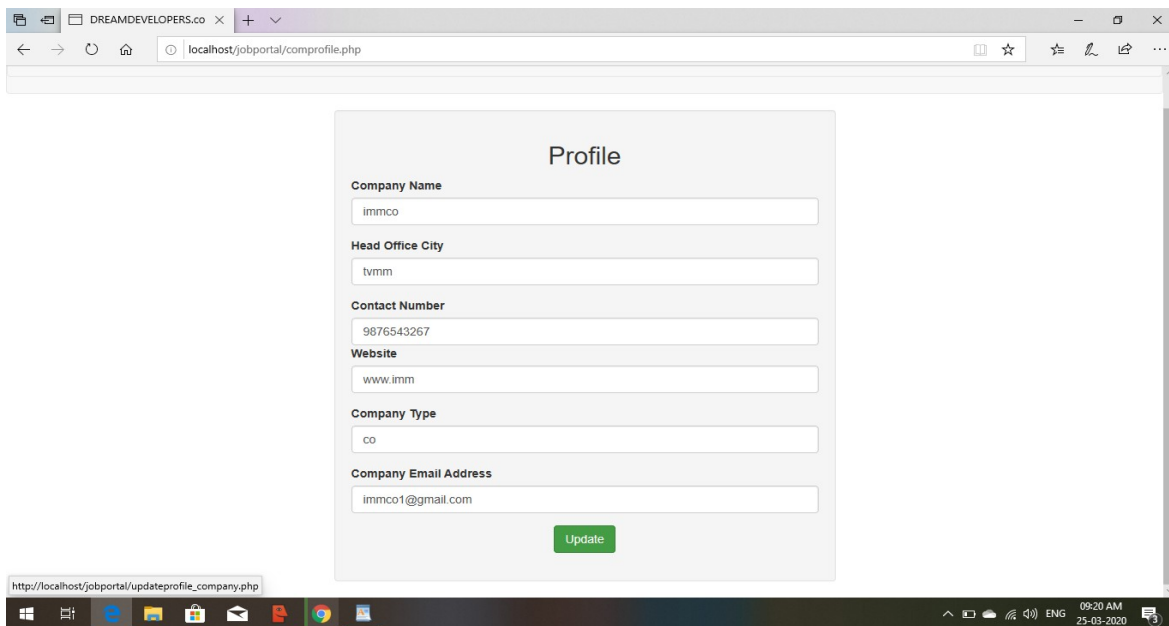 DREAMDEVELOPERS.co
localhost/jobportal/comprofile.php
Profile
Company Name
immco
Head Office City
tvmm
Contact Number
9876543267
Website
www.imm
Company Type
co
Company Email Address
immco1@gmail.com
Update
http://localhost/jobportal/updateprofile_company.php
ENG
09:20 AM
25-03-2020
3